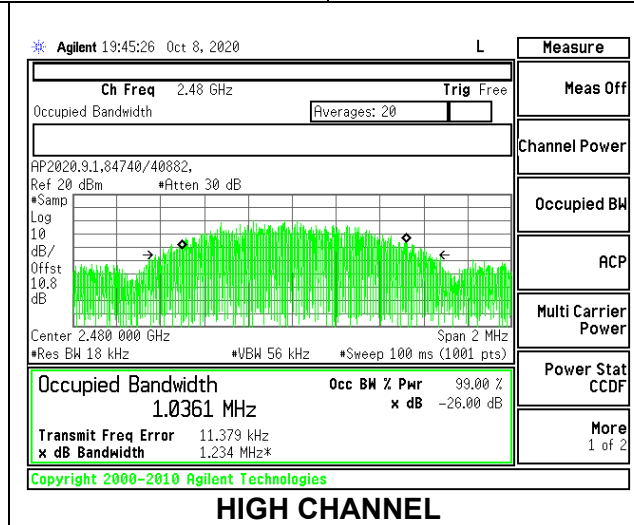 Agilent 19:45:26 Oct 8, 2020 L Measure
Ch Freq 2.48 GHz Trig Free
Meas Off
Occupied Bandwidth Averages: 20
Channel Power
AP2020.9.1,84740/40882,
Ref 20 dBm #Atten 30 dB
#Samp
Log
10
dB/
Offst
10.8
dB
Occupied BW
ACP
Multi Carrier
Power
Center 2.480 000 GHz Span 2 MHz
#Res BW 18 kHz #VBW 56 kHz #Sweep 100 ms (1001 pts)
Power Stat
CCDF
Occupied Bandwidth Occ BW % Pwr 99.00 %
1.0361 MHz x dB -26.00 dB
Transmit Freq Error 11.379 kHz
x dB Bandwidth 1.234 MHz*
More
1 of 2
Copyright 2000-2010 Agilent Technologies
HIGH CHANNEL